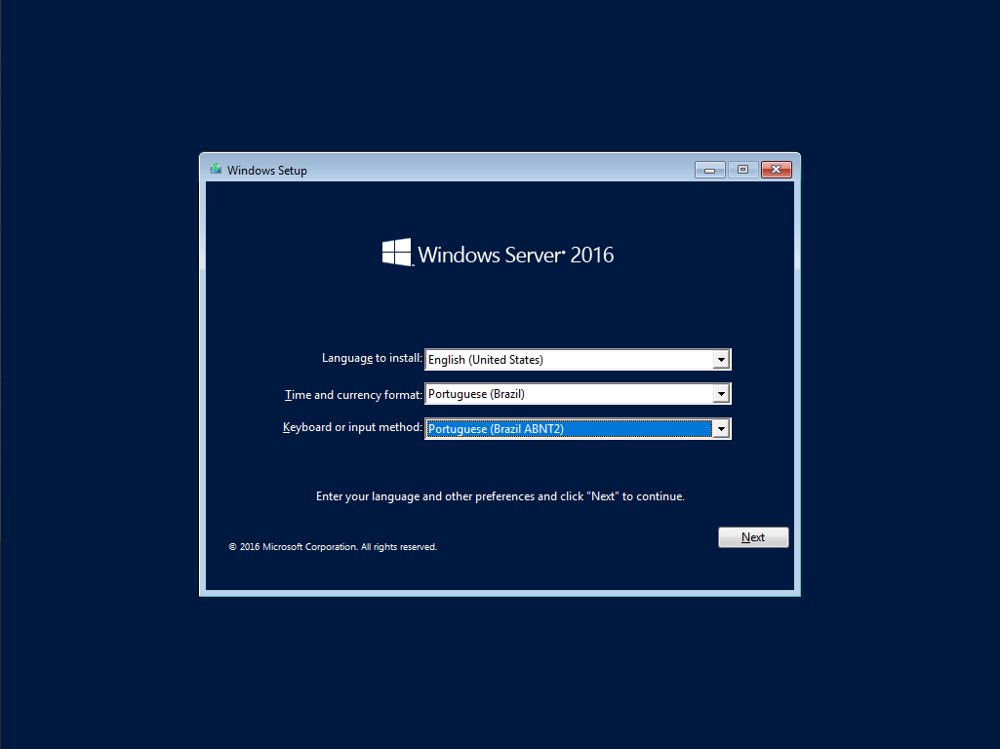 Windows Setup
Windows Server 2016
Language to install: English (United States)
Time and currency format: Portuguese (Brazil)
Keyboard or input method: Portuguese (Brazil ABNT2)
Enter your language and other preferences and click "Next" to continue.
Next
© 2016 Microsoft Corporation. All rights reserved.